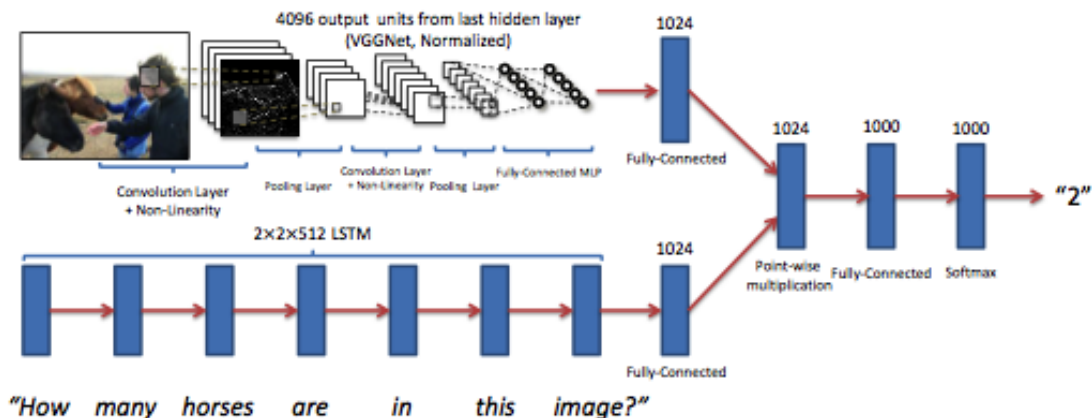 4096 output units from last hidden layer
(VGGNet, Normalized)
1024
Convolution Layer
+ Non-Linearity
Pooling Layer
Convolution Layer
+ Non-Linearity
Pooling Layer
Fully-Connected MLP
Fully-Connected
1024
1000
1000
"2"
Point-wise
multiplication
Fully-Connected
Softmax
2×2×512 LSTM
1024
Fully-Connected
"How many horses are in this image?"